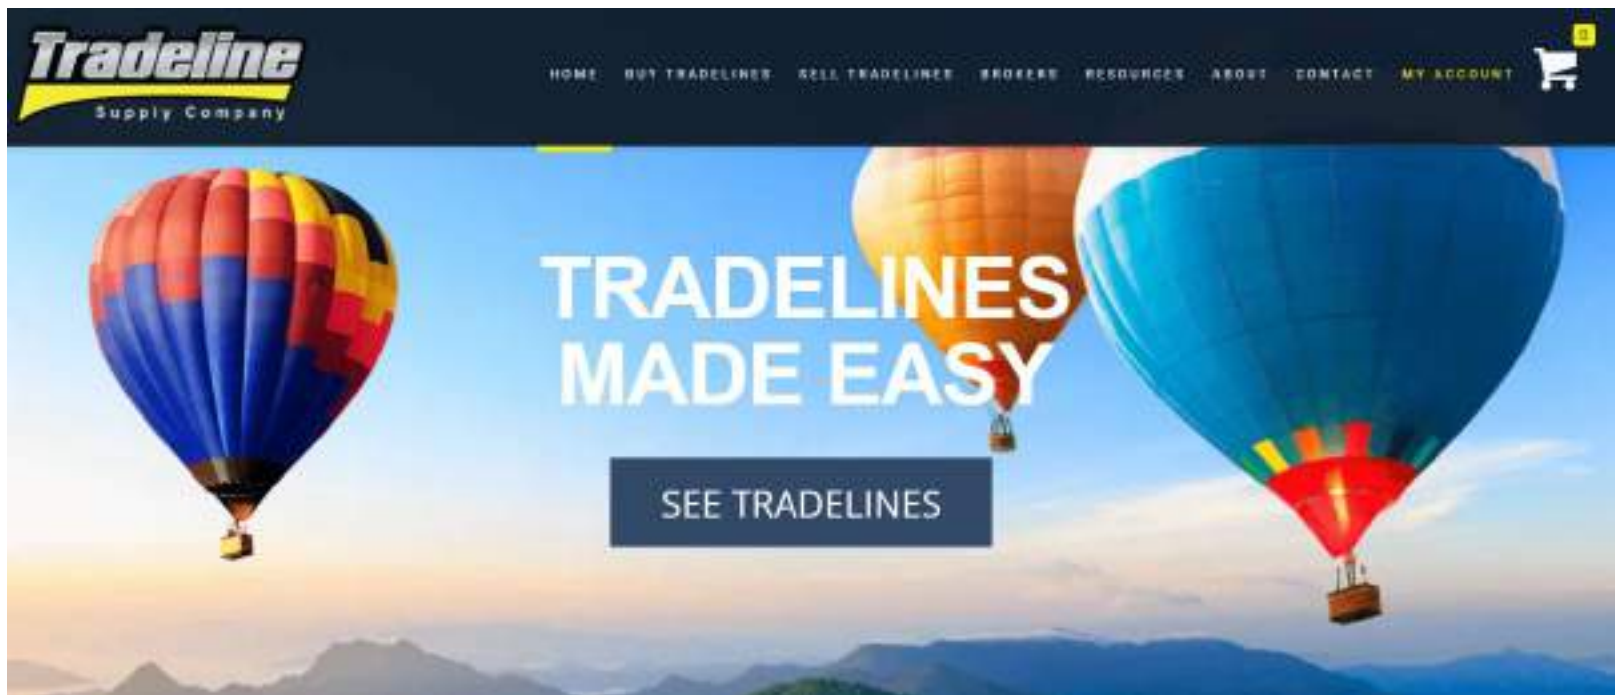 Tradeline
Supply Company
HOME BUY TRADELINES SELL TRADELINES BROKERS RESOURCES ABOUT CONTACT MY ACCOUNT
0
TRADELINES
MADE EASY
SEE TRADELINES